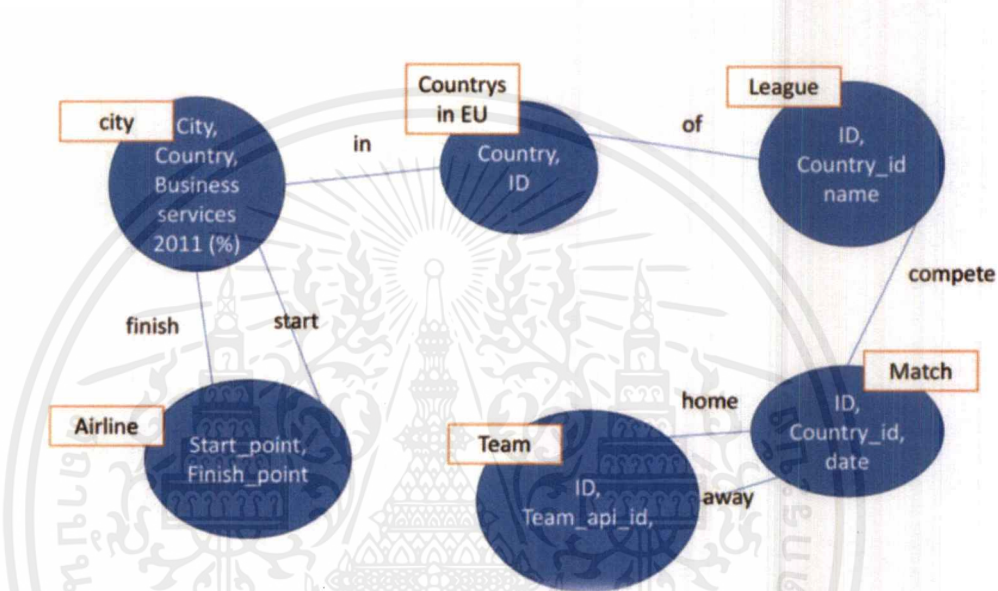 city
City,
Country,
Business
services
2011 (%)
in
Countrys
in EU
Country,
ID
of
League
ID,
Country_id
name
compete
finish
start
Airline
Start_point,
Finish_point
Team
ID,
Team_api_id,
home
away
Match
ID,
Country_id,
date